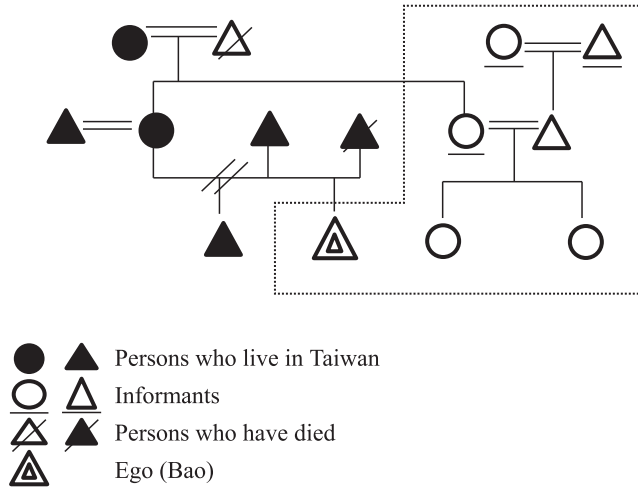 Persons who live in Taiwan
Informants
Persons who have died
Ego (Bao)